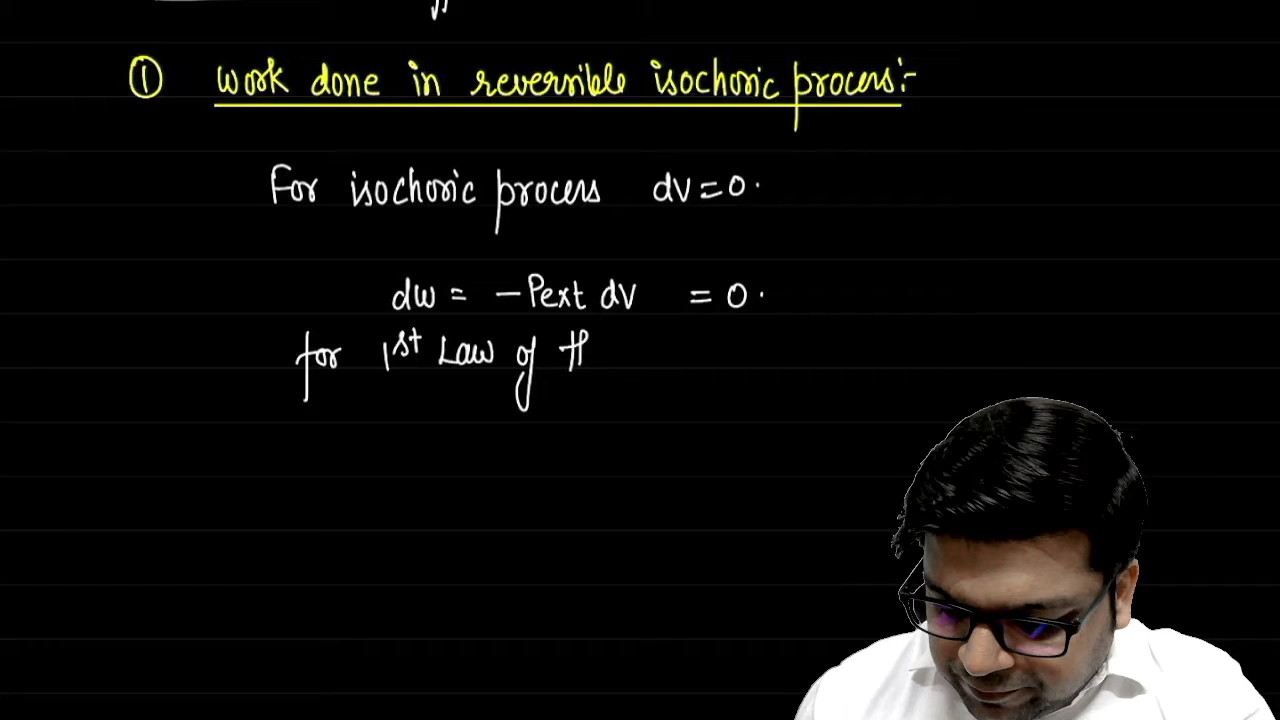 ① work done in reversible isochoric process:-
For isochoric process dv = 0.
dw = -Pext dv = 0.
for 1st Law of